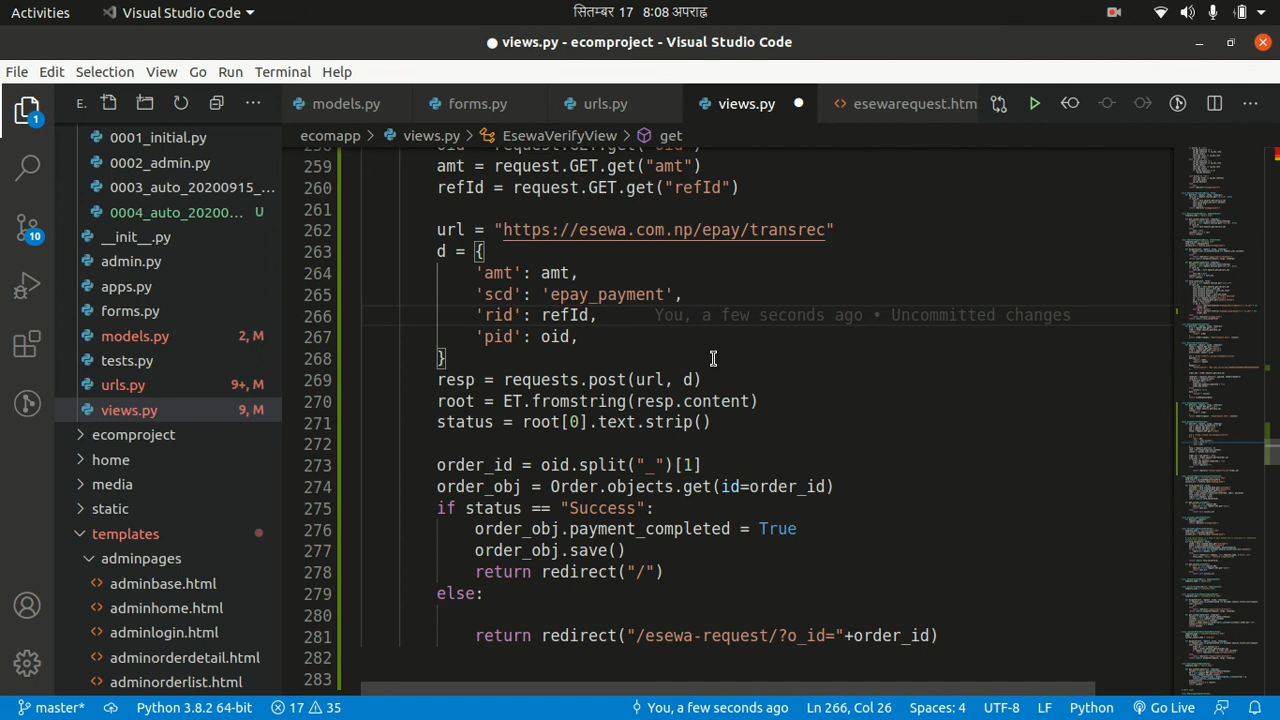 Activities
Visual Studio Code
सितम्बर 17 8:08 अपराह्न
views.py - ecomproject - Visual Studio Code
File Edit Selection View Go Run Terminal Help
E.
models.py
forms.py
urls.py
views.py
esewarequest.htm
ecomapp > views.py > EsewaVerifyView > get
1
10
0001_initial.py
0002_admin.py
0003_auto_20200915_...
0004_auto_20200... U
__init__.py
admin.py
apps.py
forms.py
models.py 2, M
tests.py
urls.py 9+, M
views.py 9, M
ecomproject
home
media
static
templates
adminpages
adminbase.html
adminhome.html
adminlogin.html
adminorderdetail.html
adminorderlist.html
258 oid = request.GET.get("oid")
259 amt = request.GET.get("amt")
260 refId = request.GET.get("refId")
261
262 url = "https://esewa.com.np/epay/transrec"
263 d = {
264 'amt': amt,
265 'scd': 'epay_payment',
266 'rid': refId, You, a few seconds ago • Uncommitted changes
267 'pid': oid,
268 }
269 resp = requests.post(url, d)
270 root = ET.fromstring(resp.content)
271 status = root[0].text.strip()
272
273 order_id = oid.split("_")[1]
274 order_obj = Order.objects.get(id=order_id)
275 if status == "Success":
276 order_obj.payment_completed = True
277 order_obj.save()
278 return redirect("/")
279 else:
280
281 return redirect("/esewa-request/?o_id="+order_id)
282
283
master* Python 3.8.2 64-bit 17 35 You, a few seconds ago Ln 266, Col 26 Spaces: 4 UTF-8 LF Python Go Live